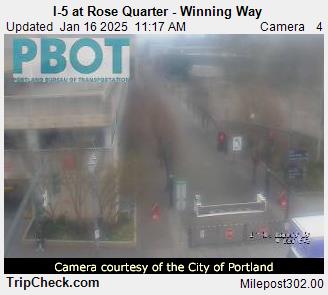 I-5 at Rose Quarter - Winning Way
Updated Jan 16 2025 11:17 AM Camera 4
PBOT
PORTLAND BUREAU OF TRANSPORTATION
Camera courtesy of the City of Portland
TripCheck.com Milepost302.00